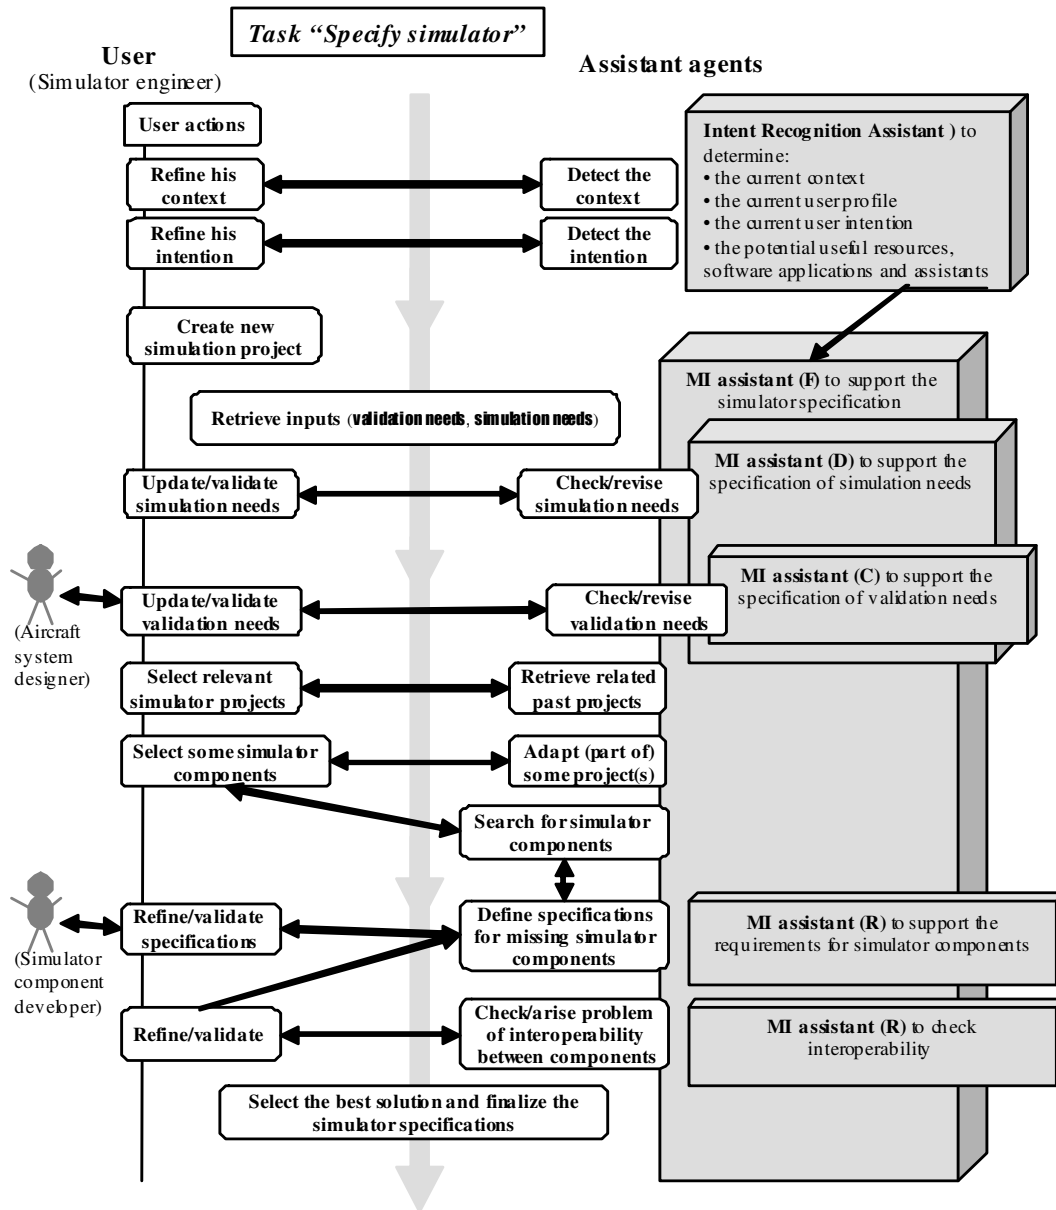 Task “Specify simulator”
User
(Simulator engineer)
Assistant agents
User actions
Intent Recognition Assistant ) to
determine:
• the current context
• the current user profile
• the current user intention
• the potential useful resources,
software applications and assistants
Refine his
context
Detect the
context
Refine his
intention
Detect the
intention
Create new
simulation project
MI assistant (F) to support the
simulator specification
Retrieve inputs (validation needs, simulation needs)
MI assistant (D) to support the
specification of simulation needs
Update/validate
simulation needs
Check/revise
simulation needs
MI assistant (C) to support the
specification of validation needs
(Aircraft
system
designer)
Update/validate
validation needs
Check/revise
validation needs
Select relevant
simulator projects
Retrieve related
past projects
Select some simulator
components
Adapt (part of)
some project(s)
Search for simulator
components
(Simulator
component
developer)
Refine/validate
specifications
Define specifications
for missing simulator
components
MI assistant (R) to support the
requirements for simulator components
Refine/validate
Check/arise problem
of interoperability
between components
MI assistant (R) to check
interoperability
Select the best solution and finalize the
simulator specifications